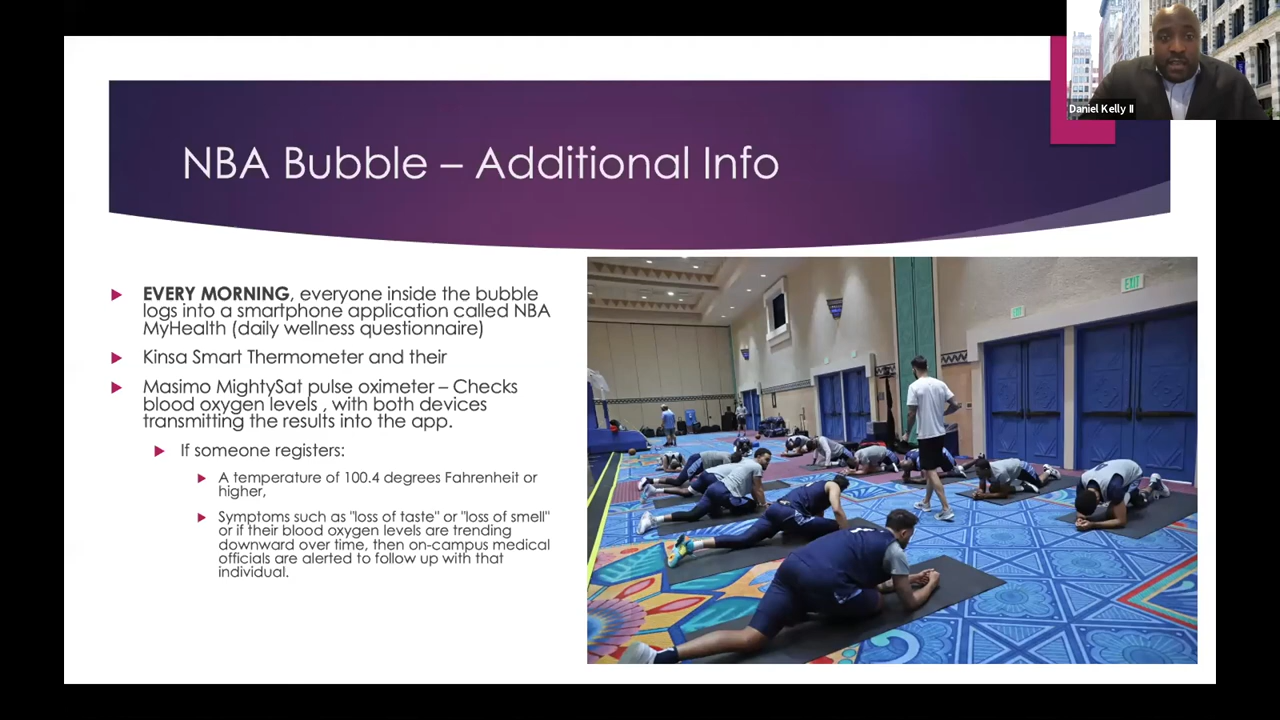 Daniel Kelly II
NBA Bubble – Additional Info
EVERY MORNING, everyone inside the bubble
logs into a smartphone application called NBA
MyHealth (daily wellness questionnaire)
Kinsa Smart Thermometer and their
Masimo MightySat pulse oximeter – Checks
blood oxygen levels , with both devices
transmitting the results into the app.
If someone registers:
A temperature of 100.4 degrees Fahrenheit or
higher,
Symptoms such as "loss of taste" or "loss of smell"
or if their blood oxygen levels are trending
downward over time, then on-campus medical
officials are alerted to follow up with that
individual.
EXIT
EXIT